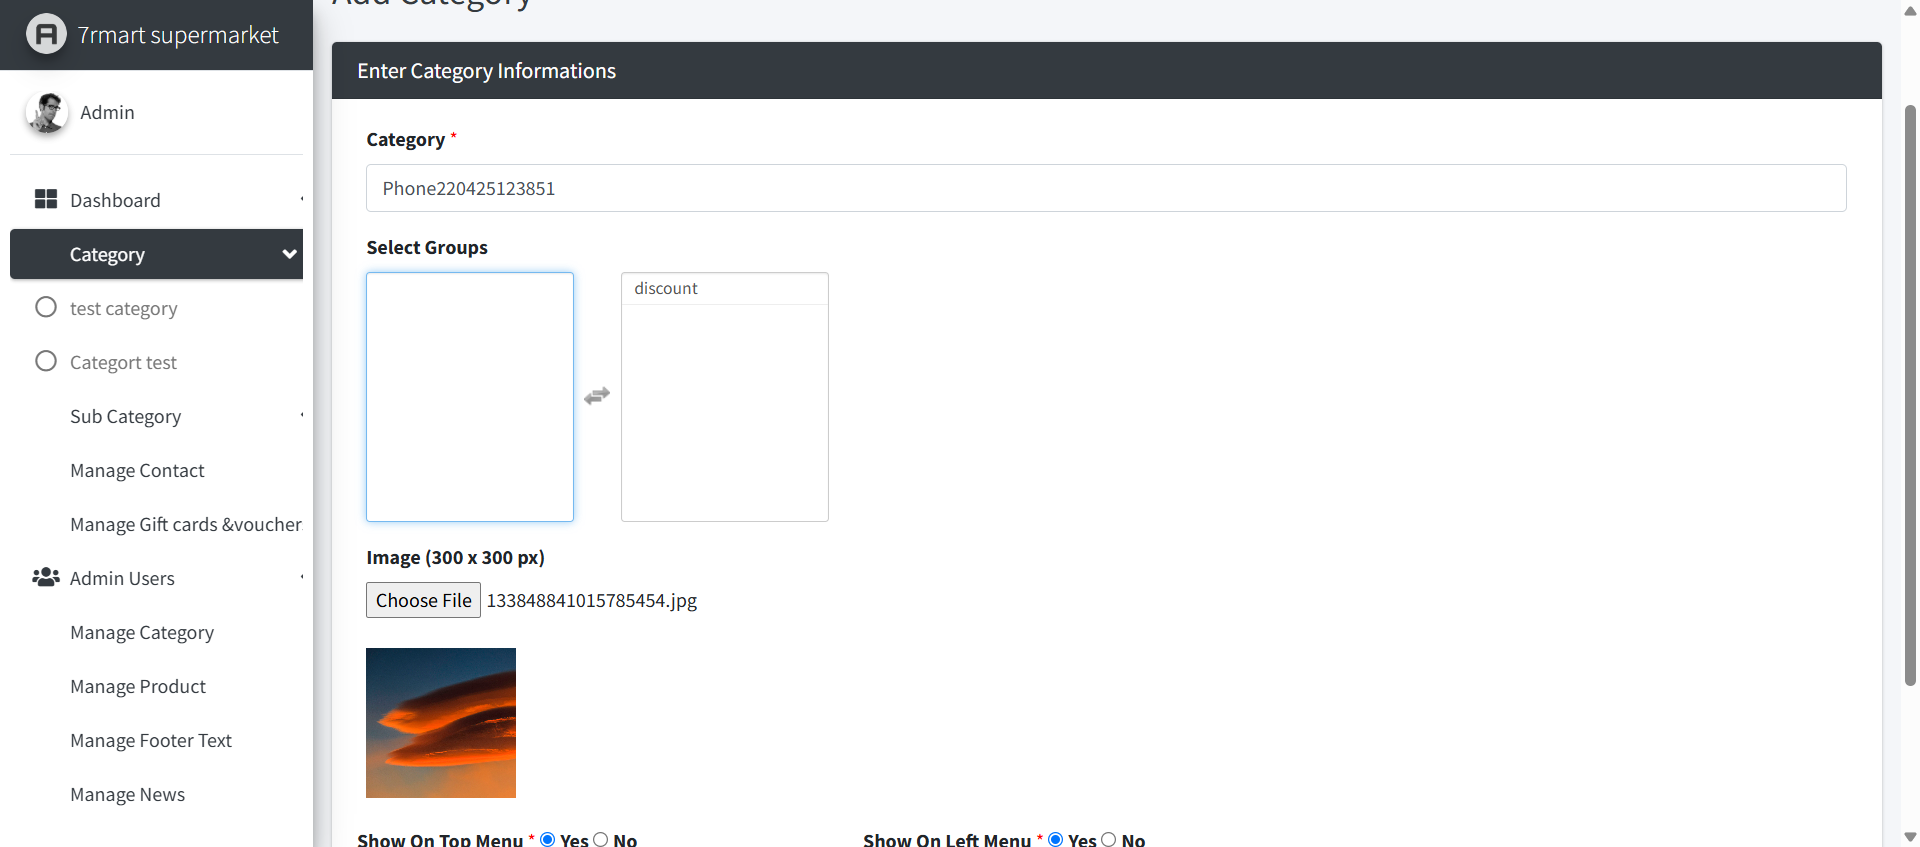 Add Category
7rmart supermarket
Admin
Dashboard
Category
test category
Categort test
Sub Category
Manage Contact
Manage Gift cards &voucher
Admin Users
Manage Category
Manage Product
Manage Footer Text
Manage News
Enter Category Informations
Category *
Phone220425123851
Select Groups
discount
Image (300 x 300 px)
Choose File 133848841015785454.jpg
Show On Top Menu * Yes No
Show On Left Menu * Yes No